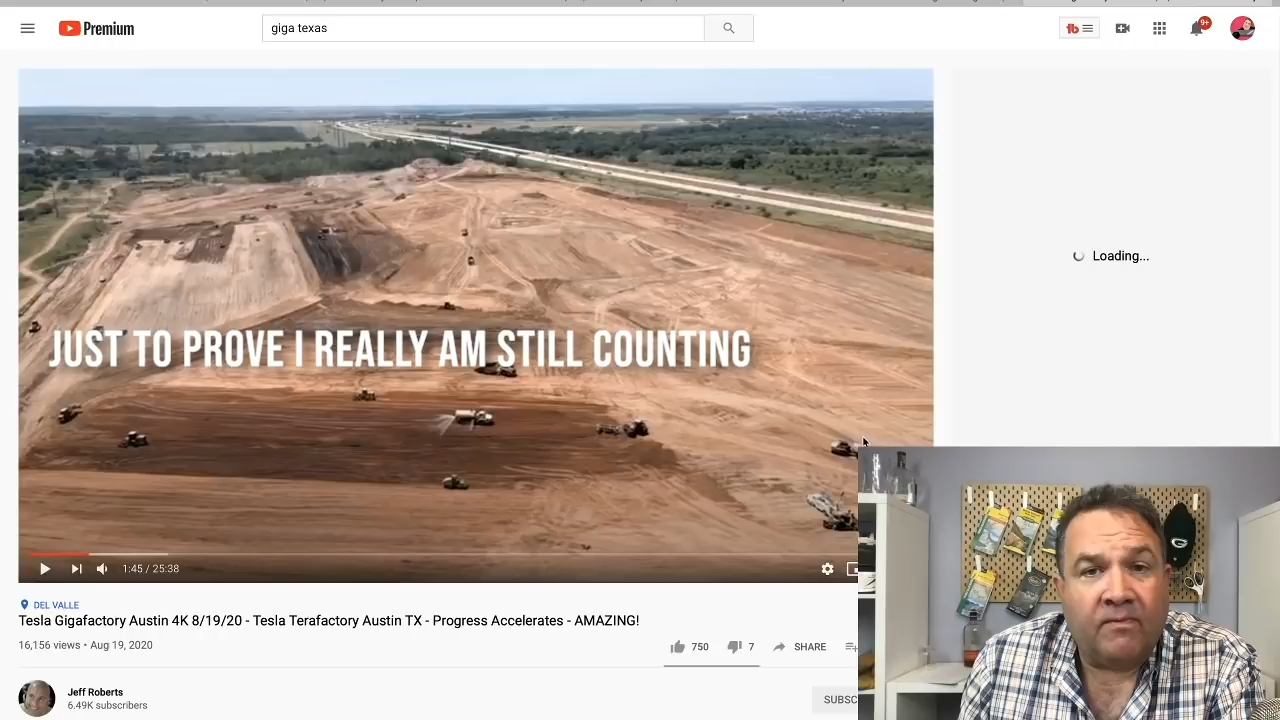 Premium
giga texas
9+
Loading...
JUST TO PROVE I REALLY AM STILL COUNTING
1:45 / 25:38
DEL VALLE
Tesla Gigafactory Austin 4K 8/19/20 - Tesla Terafactory Austin TX - Progress Accelerates - AMAZING!
16,156 views • Aug 19, 2020
750
7
SHARE
Jeff Roberts
6.49K subscribers
SUBSC